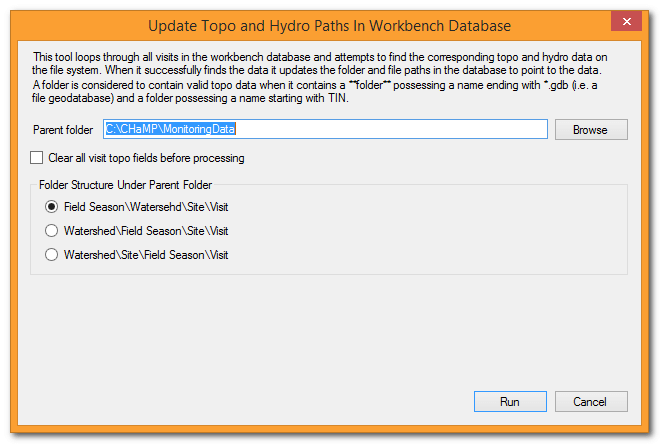 Update Topo and Hydro Paths In Workbench Database
This tool loops through all visits in the workbench database and attempts to find the corresponding topo and hydro data on
the file system. When it successfully finds the data it updates the folder and file paths in the database to point to the data.
A folder is considered to contain valid topo data when it contains a **folder** possessing a name ending with *.gdb (i.e. a
file geodatabase) and a folder possessing a name starting with TIN.
Parent folder C:\CHaMP\MonitoringData Browse
Clear all visit topo fields before processing
Folder Structure Under Parent Folder
Field Season\Watersehd\Site\Visit
Watershed\Field Season\Site\Visit
Watershed\Site\Field Season\Visit
Run Cancel